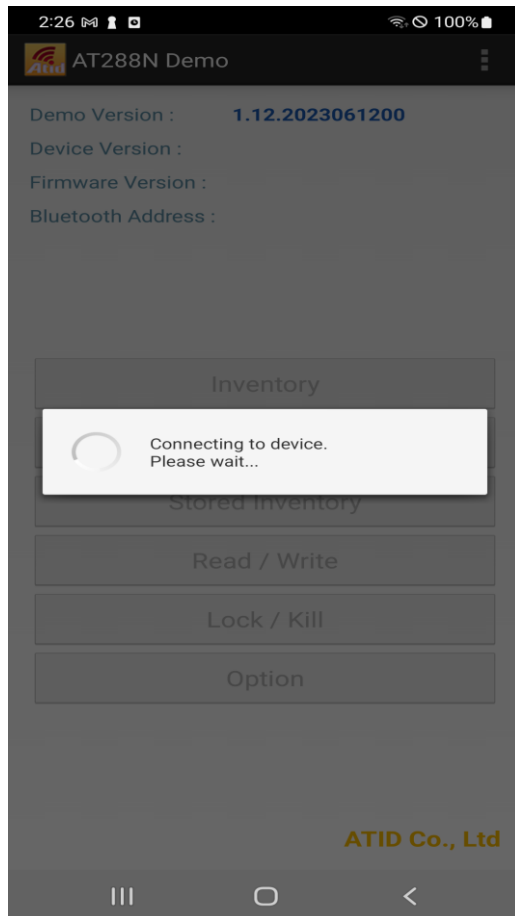 2:26 100%
Atid AT288N Demo
Demo Version : 1.12.2023061200
Device Version :
Firmware Version :
Bluetooth Address :
Inventory
Connecting to device.
Please wait...
Stored Inventory
Read / Write
Lock / Kill
Option
ATID Co., Ltd